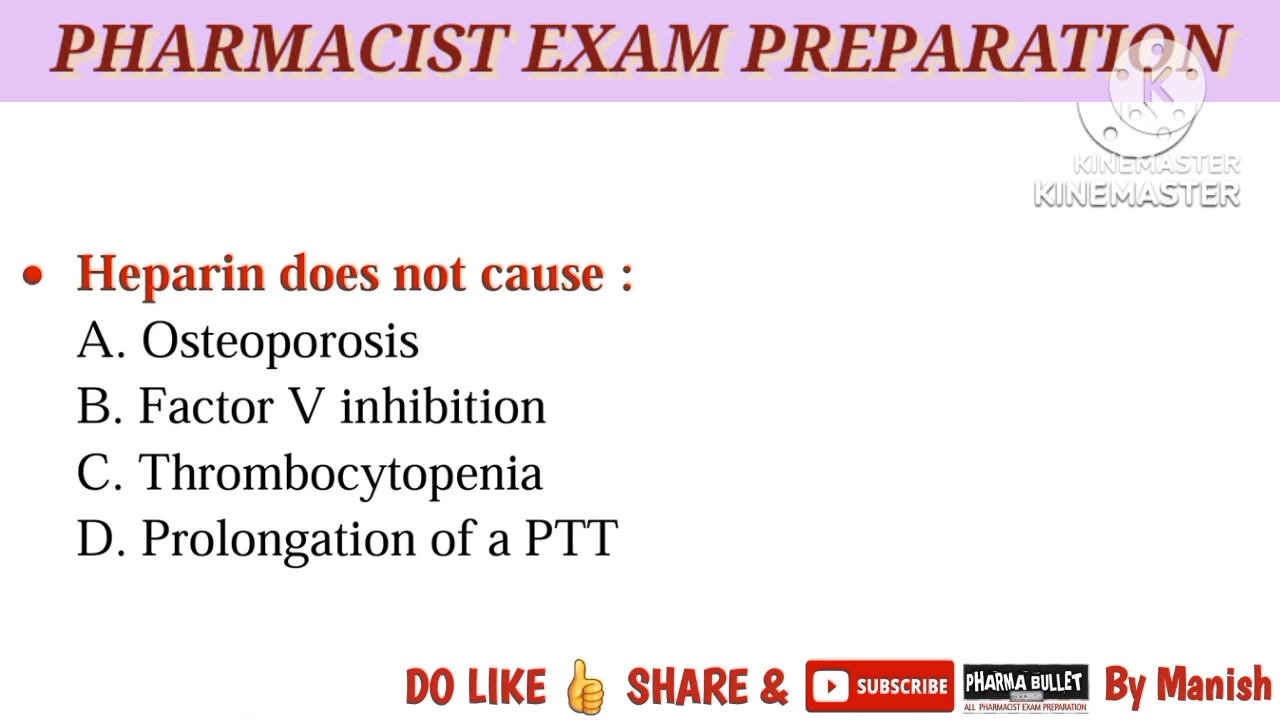 PHARMACIST EXAM PREPARATION
K
KINEMASTER
KINEMASTER
• Heparin does not cause :
A. Osteoporosis
B. Factor V inhibition
C. Thrombocytopenia
D. Prolongation of a PTT
DO LIKE 👍 SHARE & SUBSCRIBE PHARMA BULLET By Manish
ALL PHARMACIST EXAM PREPARATION